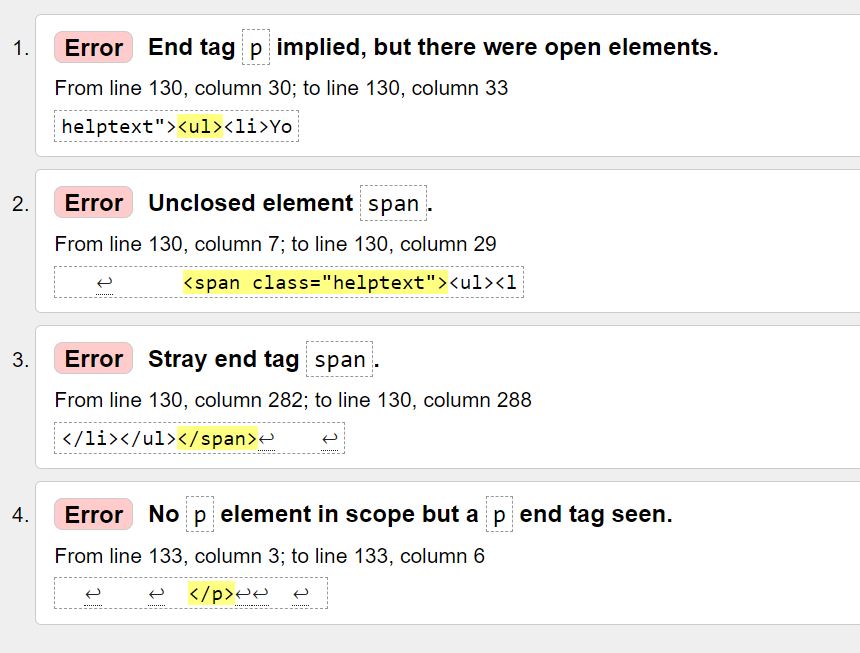 1. Error End tag p implied, but there were open elements.
From line 130, column 30; to line 130, column 33
helptext"><ul><li>Yo
2. Error Unclosed element span.
From line 130, column 7; to line 130, column 29
↩ <span class="helptext"><ul><l
3. Error Stray end tag span.
From line 130, column 282; to line 130, column 288
</li></ul></span>↩ ↩
4. Error No p element in scope but a p end tag seen.
From line 133, column 3; to line 133, column 6
↩ ↩ </p>↩↩ ↩